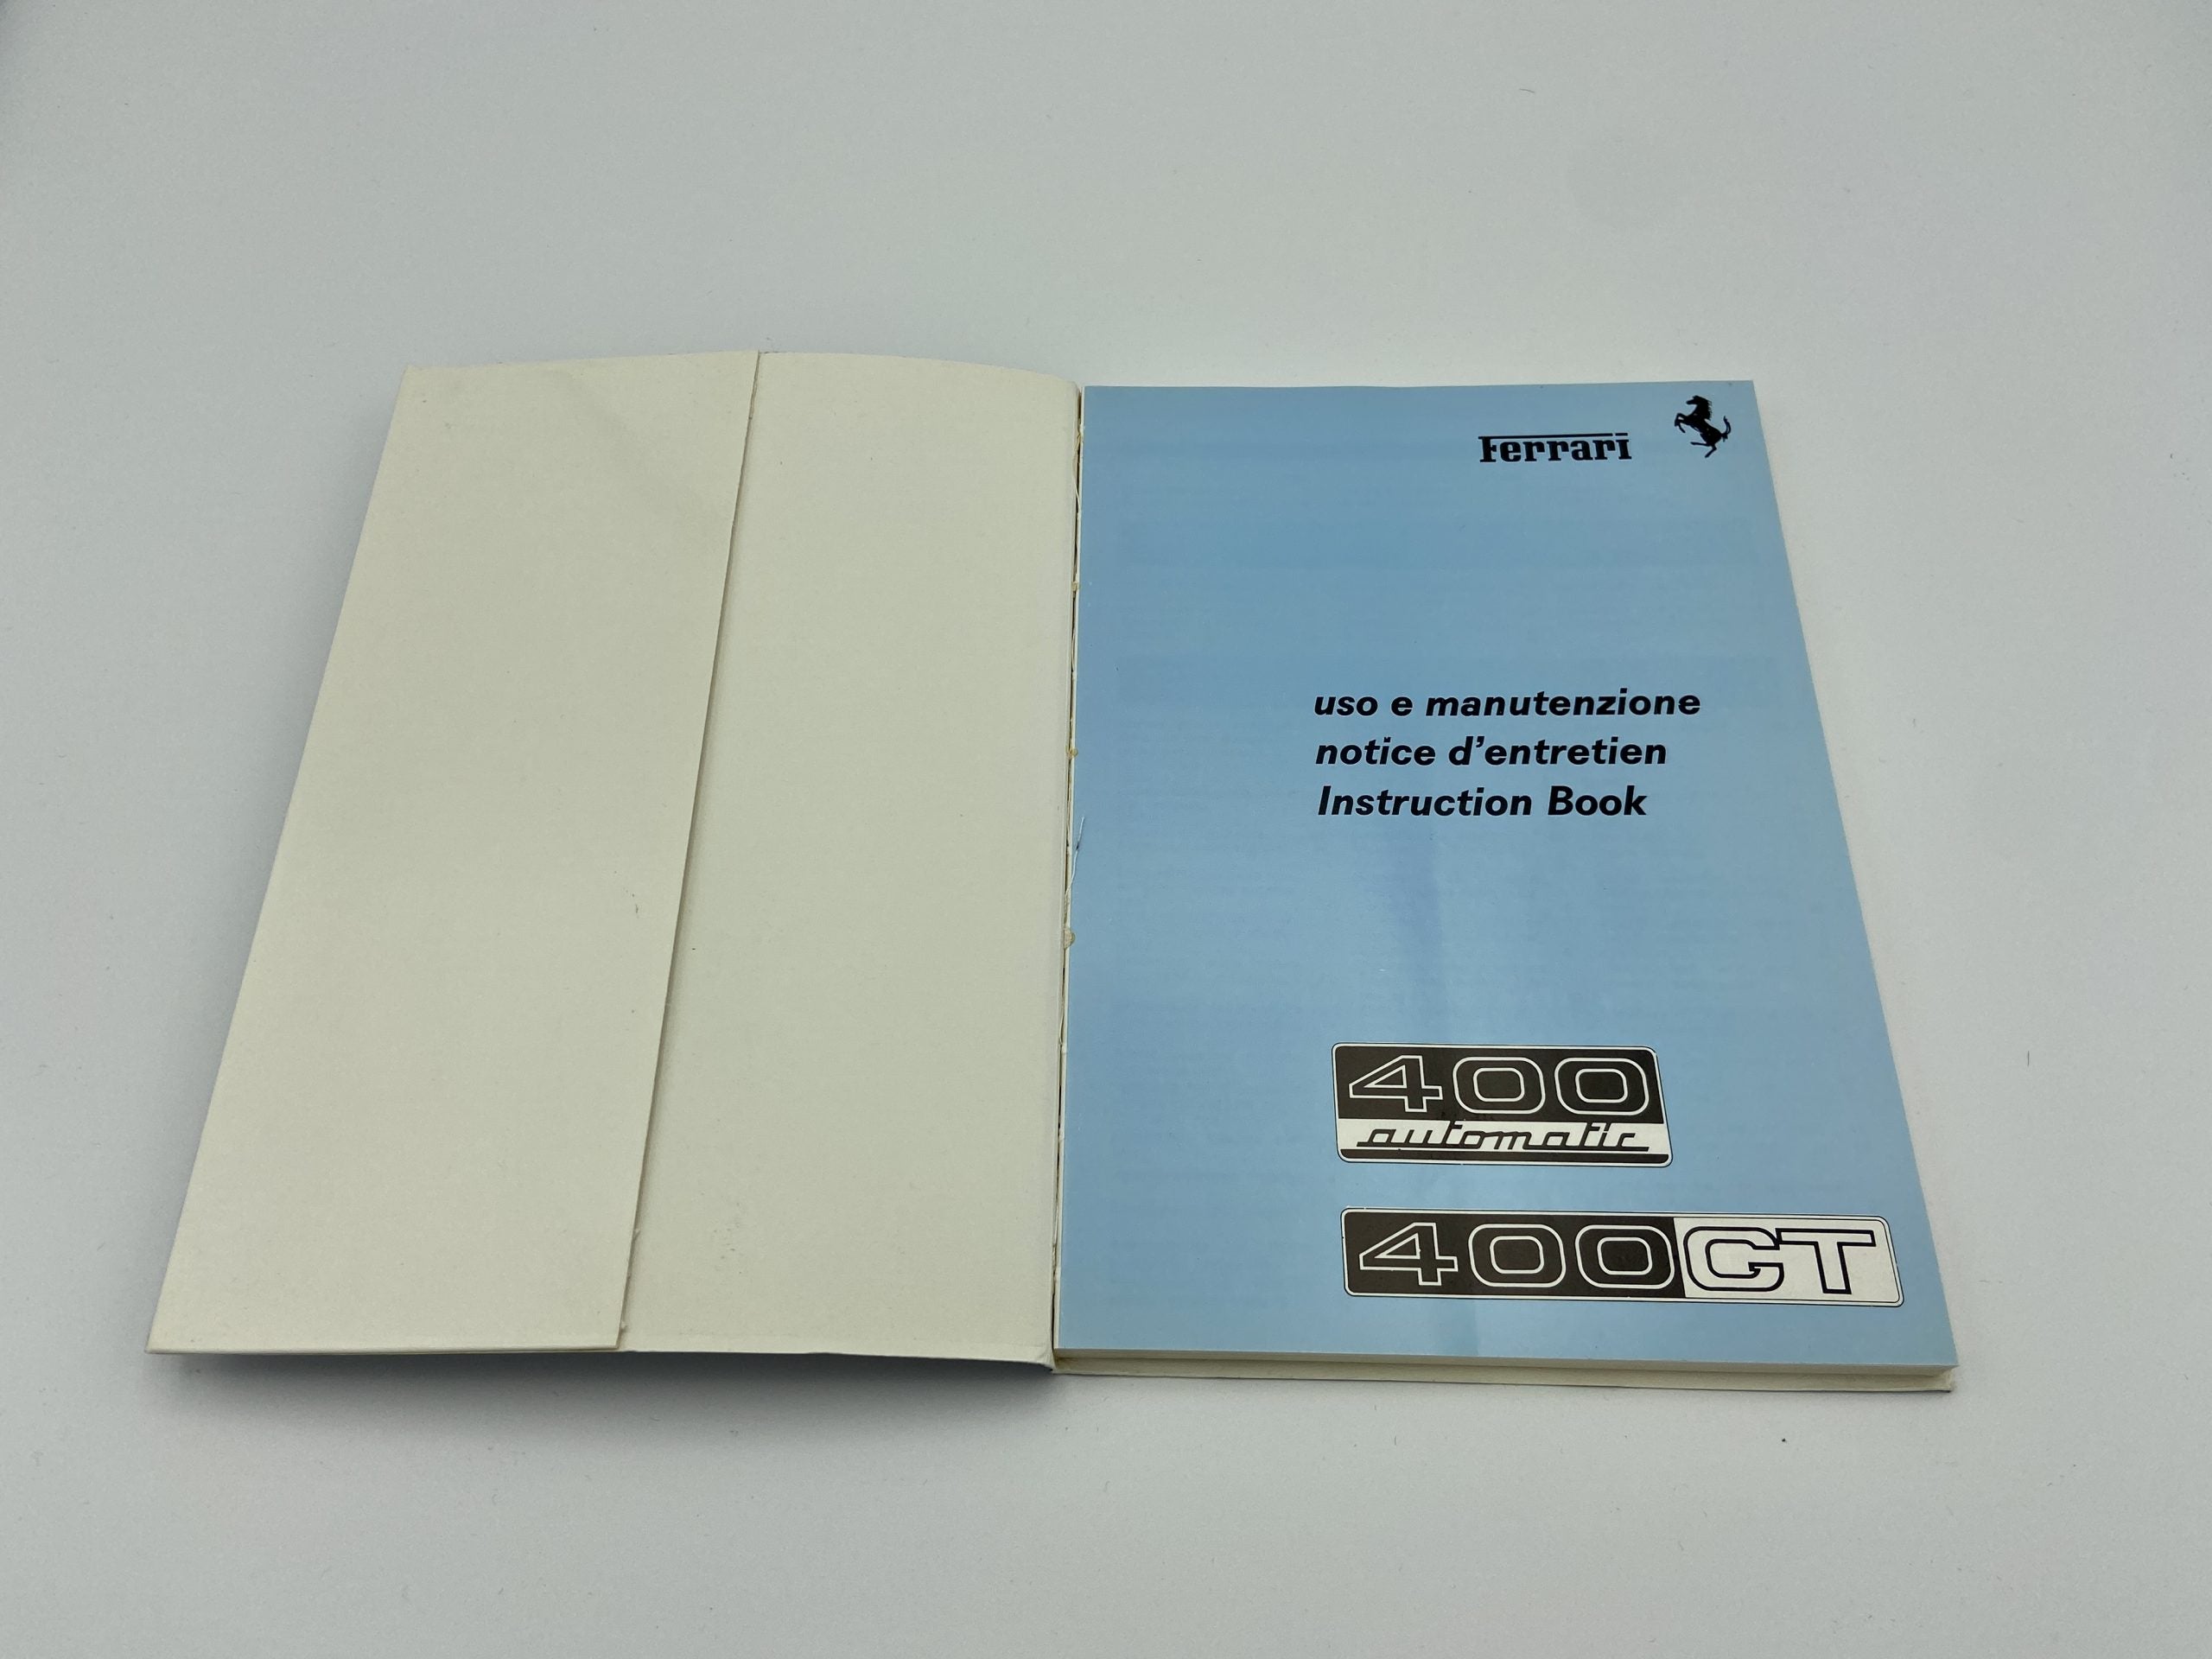 Ferrari
uso e manutenzione
notice d'entretien
Instruction Book
400
automatic
400GT